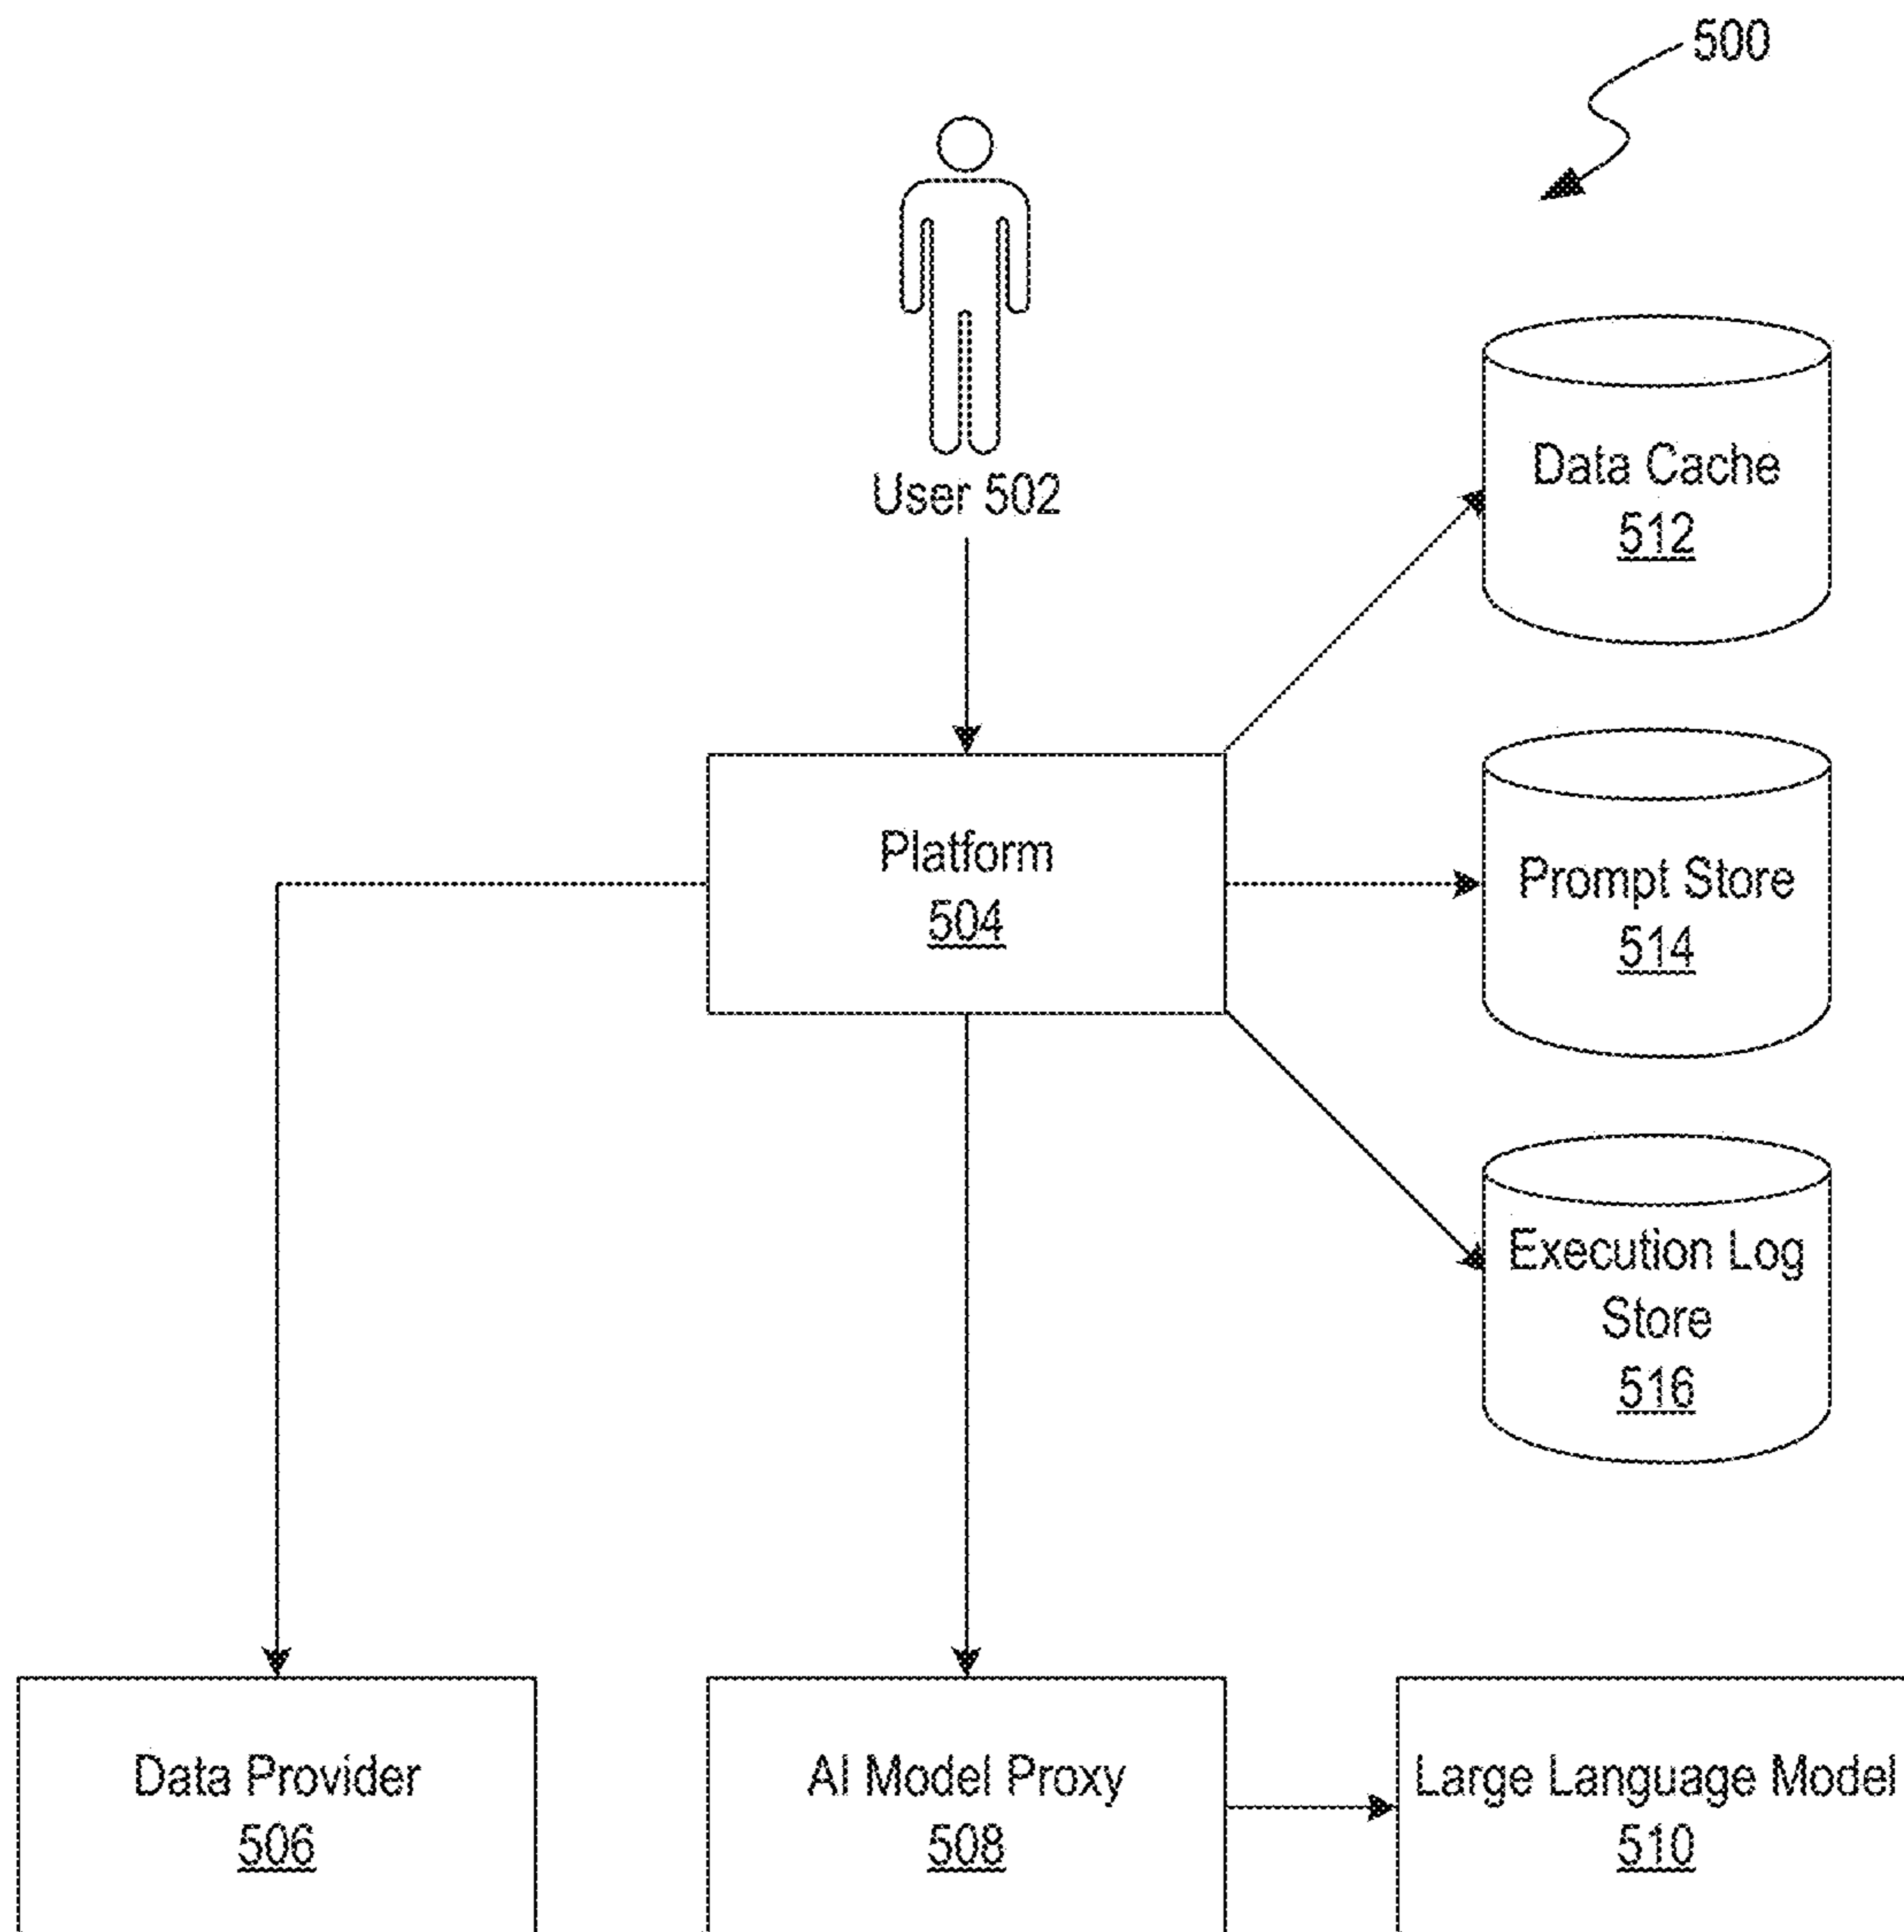 500
User 502
Data Cache
512
Platform
504
Prompt Store
514
Execution Log
Store
516
Data Provider
506
AI Model Proxy
508
Large Language Model
510